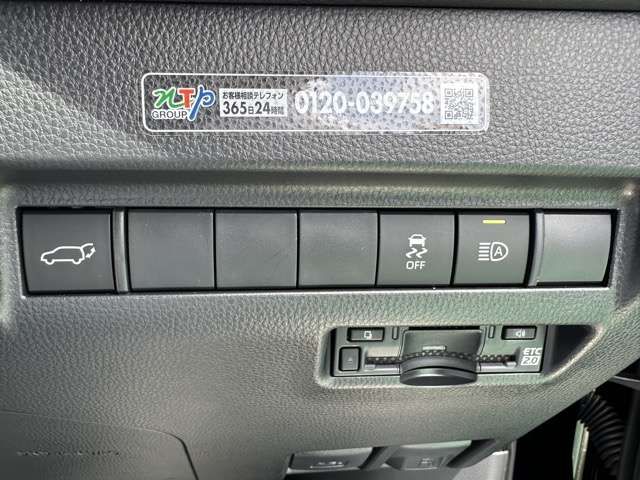 NTP
GROUP
お客様相談テレフォン
365日24時間
0120-039758
OFF
A
ETC
2.0